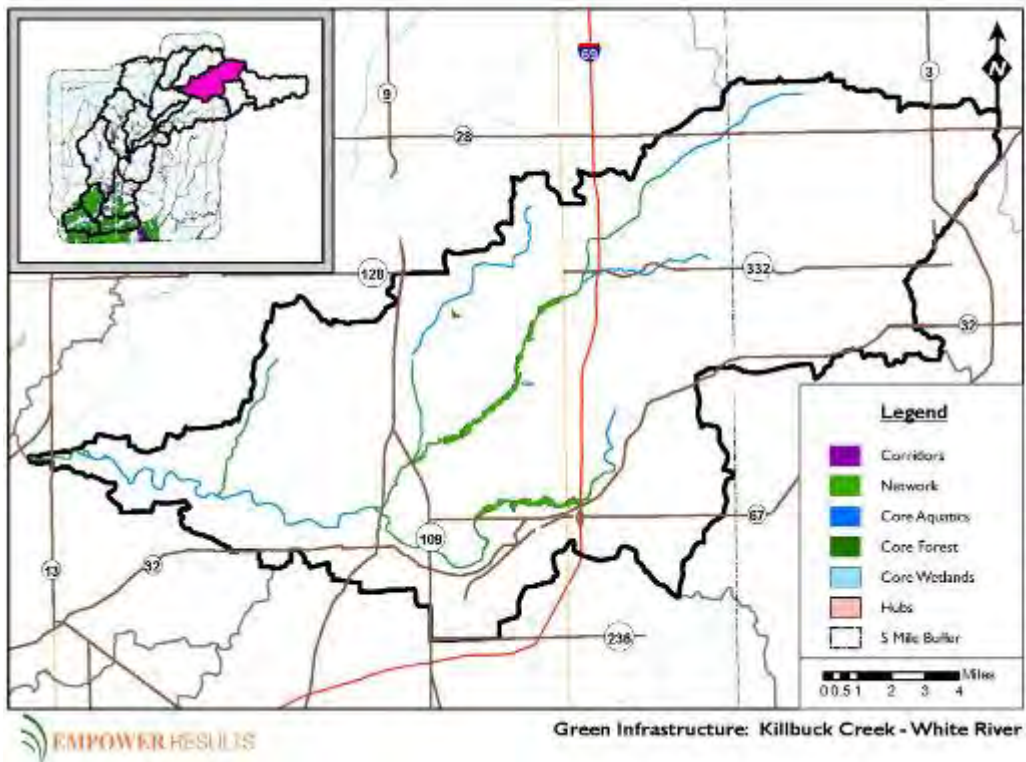 69
3
9
N
28
128
332
32
Legend
Corridors
Network
Core Aquatics
Core Forest
Core Wetlands
Hubs
5 Mile Buffer
67
109
13
32
236
Miles
0 0.5 1 2 3 4
EMPOWER RESULTS
Green Infrastructure: Killbuck Creek - White River